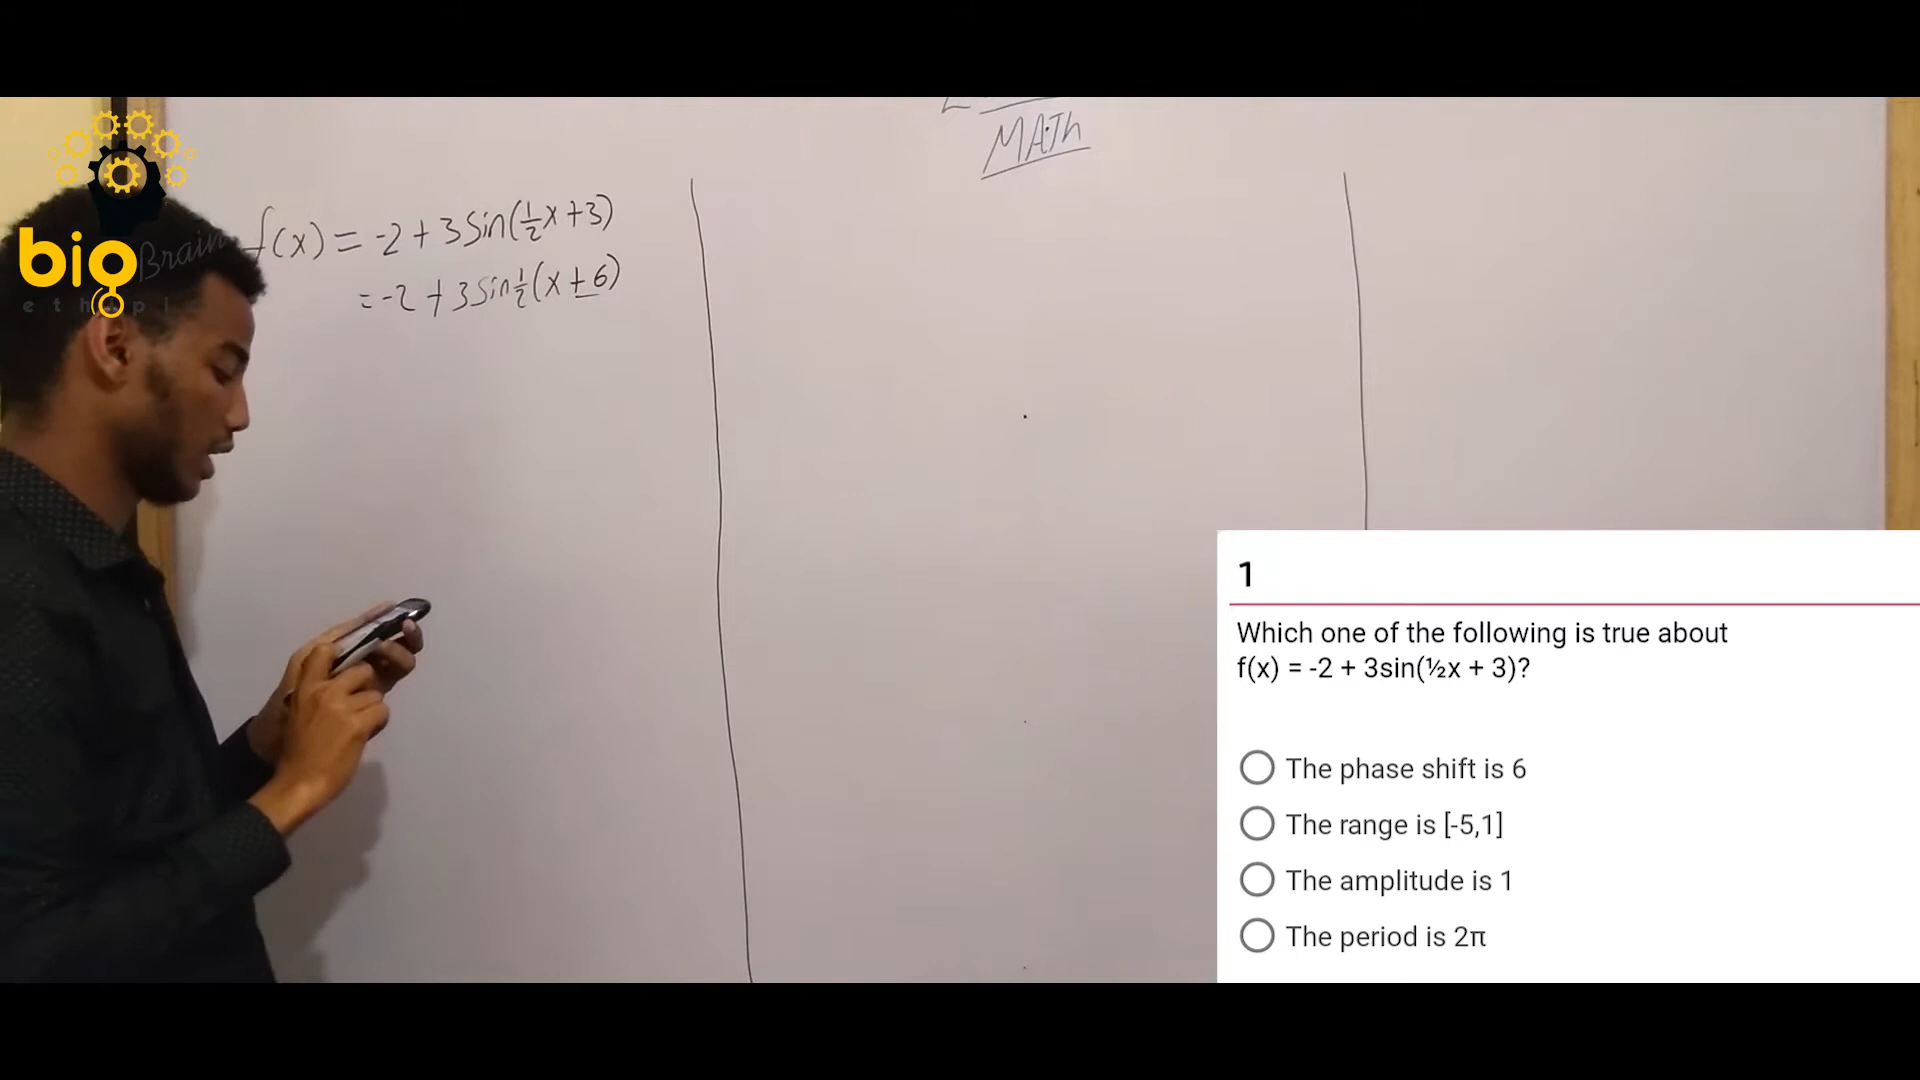 MATH
f(x) = -2 + 3sin(½x+3)
= -2 + 3sin½(x+6)
big
Brain
ethiopi
1
Which one of the following is true about
f(x) = -2 + 3sin(½x + 3)?
The phase shift is 6
The range is [-5,1]
The amplitude is 1
The period is 2π